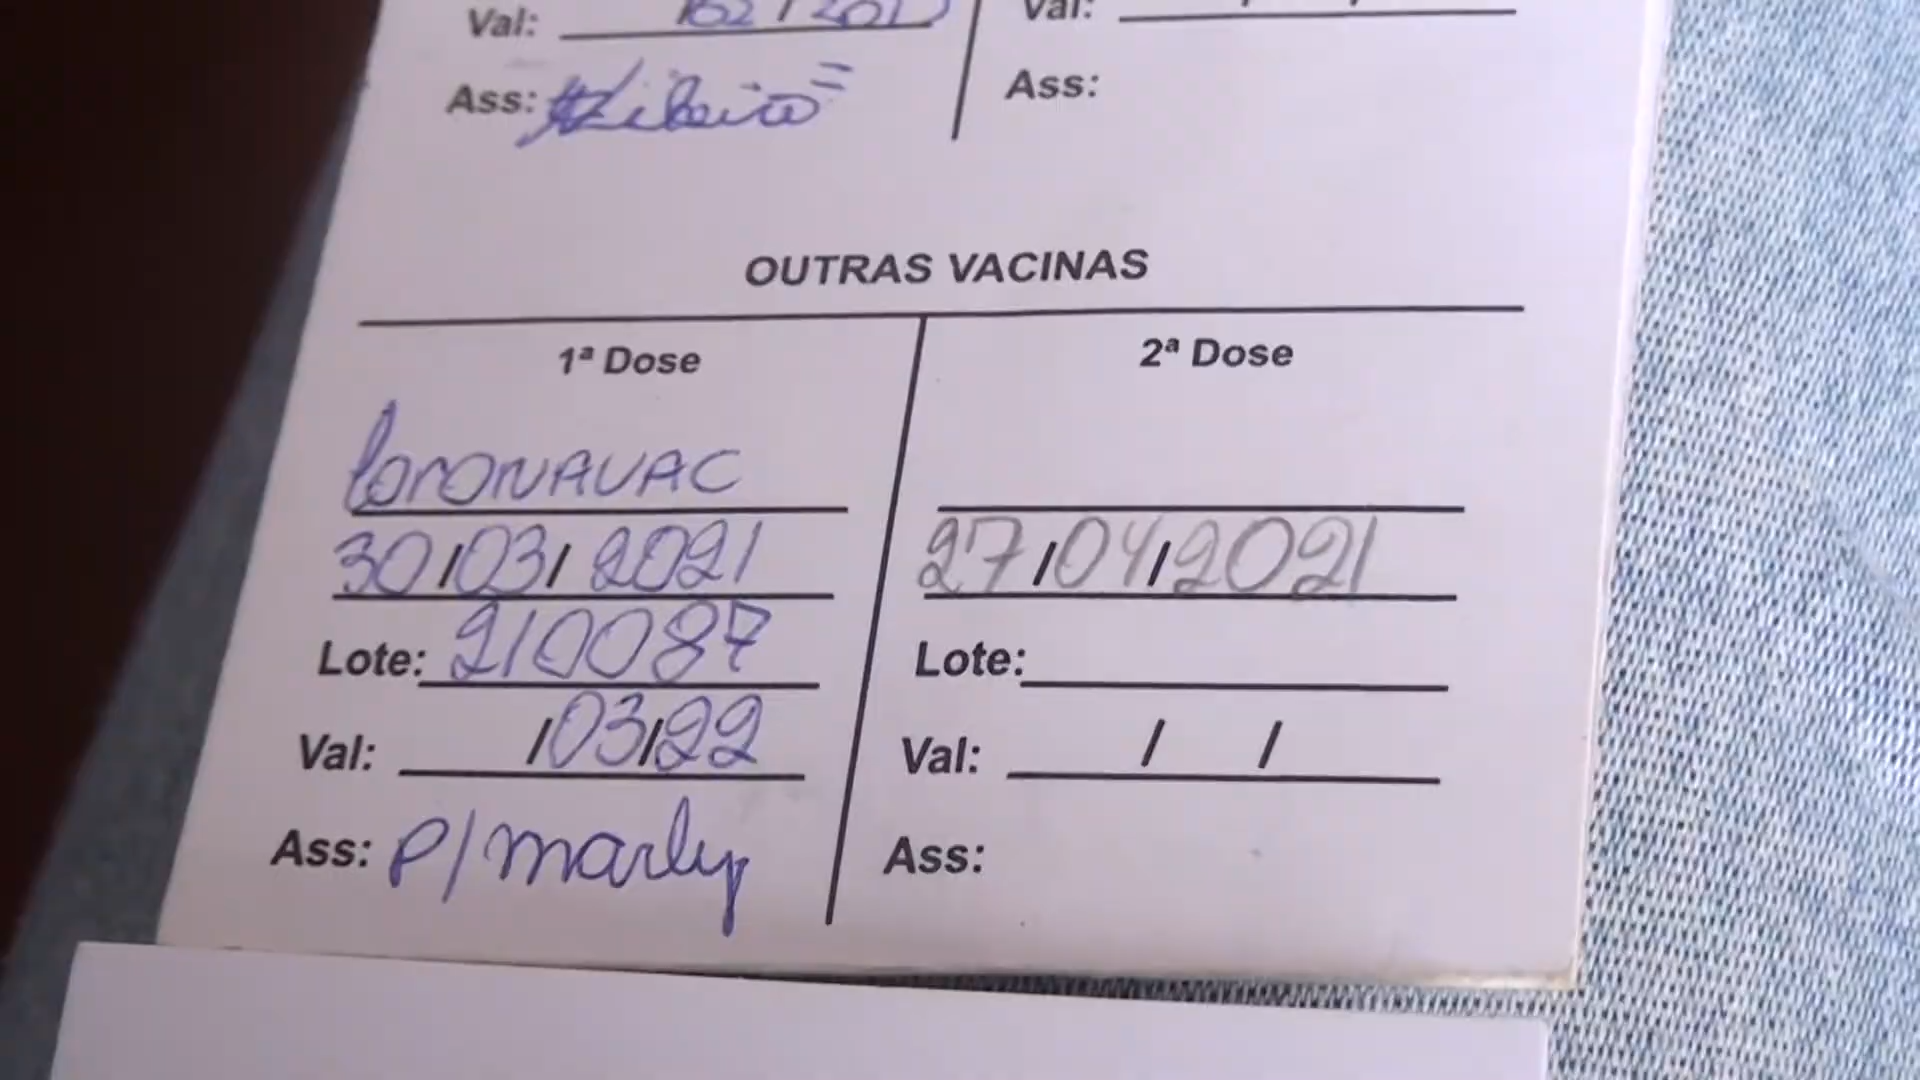 Val: Val:
Ass: Ribeiro Ass:
OUTRAS VACINAS
1ª Dose 2ª Dose
CORONAVAC
30/03/2021 27/04/2021
Lote: 210087 Lote:
Val: /03/22 Val: / /
Ass: P/ marly Ass: